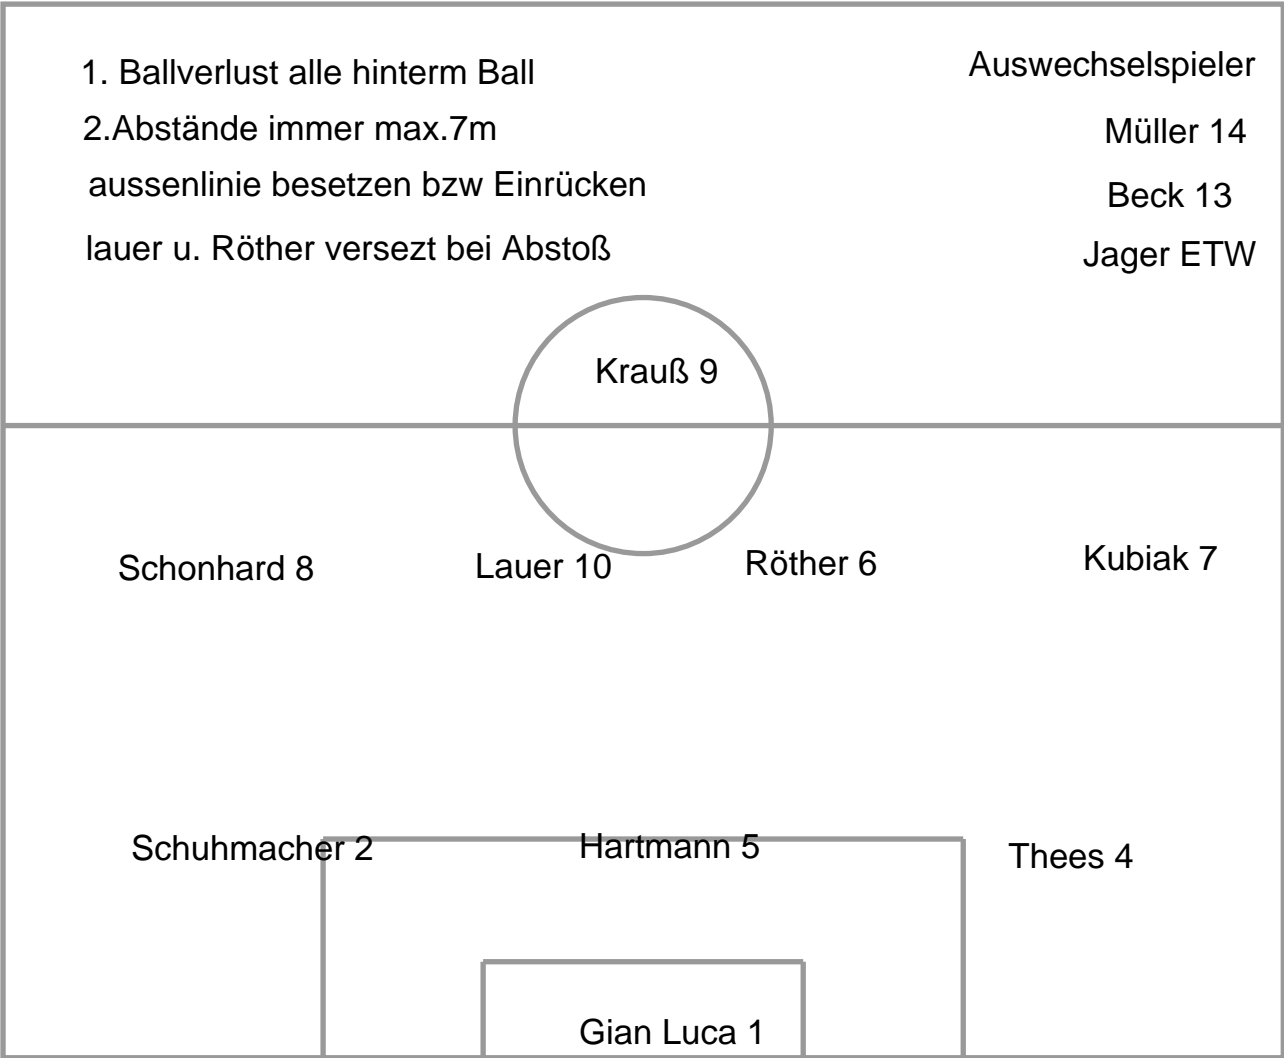 1. Ballverlust alle hinterm Ball
2.Abstände immer max.7m
aussenlinie besetzen bzw Einrücken
lauer u. Röther versezt bei Abstoß
Auswechselspieler
Müller 14
Beck 13
Jager ETW
Krauß 9
Schonhard 8
Lauer 10
Röther 6
Kubiak 7
Schuhmacher 2
Hartmann 5
Thees 4
Gian Luca 1